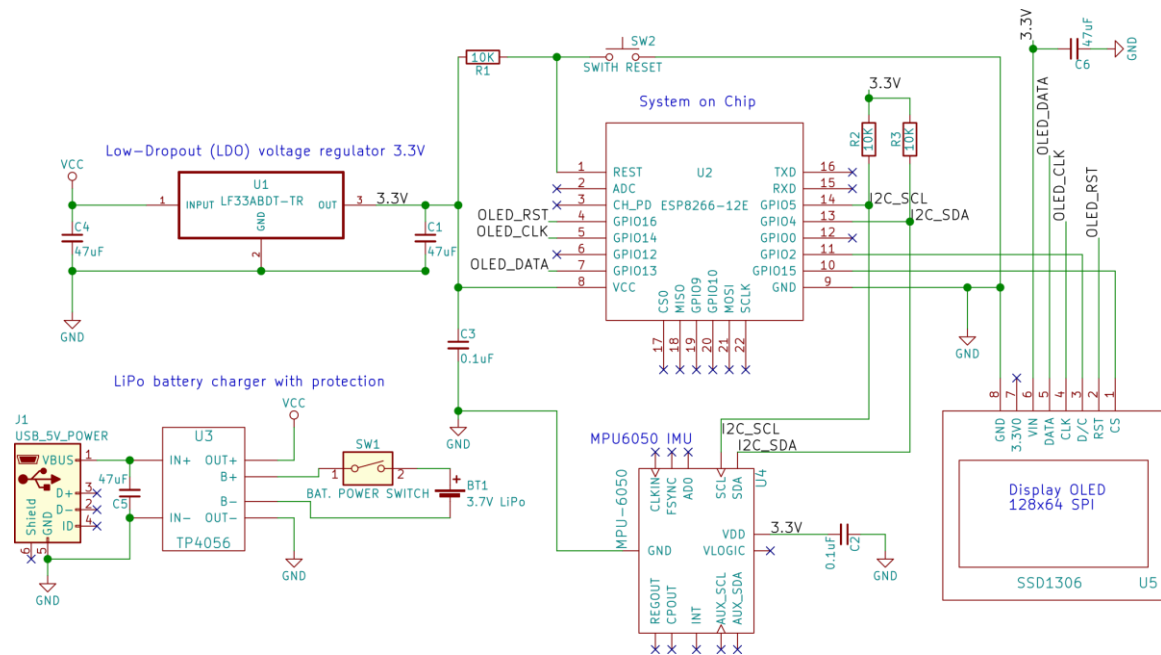 SW2
10K
R1
SWITH RESET
3.3V
47uF
C6
GND
System on Chip
3.3V
R2
10K
R3
10K
OLED_DATA
OLED_CLK
OLED_RST
Low-Dropout (LDO) voltage regulator 3.3V
VCC
U1
LF33ABDT-TR
1
INPUT
OUT
3
3.3V
GND
2
C4
47uF
C1
47uF
GND
U2
ESP8266-12E
1 REST
2 ADC
3 CH_PD
OLED_RST 4 GPIO16
OLED_CLK 5 GPIO14
6 GPIO12
OLED_DATA 7 GPIO13
8 VCC
TXD 16
RXD 15
GPIO5 14 I2C_SCL
GPIO4 13 I2C_SDA
GPIO0 12
GPIO2 11
GPIO15 10
GND 9
CS0
MISO
GPIO9
GPIO10
MOSI
SCLK
17
18
19
20
21
22
GND
C3
0.1uF
GND
LiPo battery charger with protection
J1
USB_5V_POWER
VBUS 1
D+ 3
D- 2
ID 4
Shield
GND
6
5
GND
47uF
C5
U3
IN+
IN-
OUT+
B+
B-
OUT-
TP4056
VCC
GND
SW1
1
2
BAT. POWER SWITCH
+
BT1
3.7V LiPo
I2C_SCL
I2C_SDA
MPU6050 IMU
MPU-6050
U4
CLKIN
FSYNC
AD0
SCL
SDA
GND
VDD
VLOGIC
REGOUT
CPOUT
INT
AUX_SCL
AUX_SDA
3.3V
0.1uF
C2
GND
8
7
6
5
4
3
2
1
GND
3.3V0
VIN
DATA
CLK
D/C
RST
CS
Display OLED
128x64 SPI
SSD1306
U5